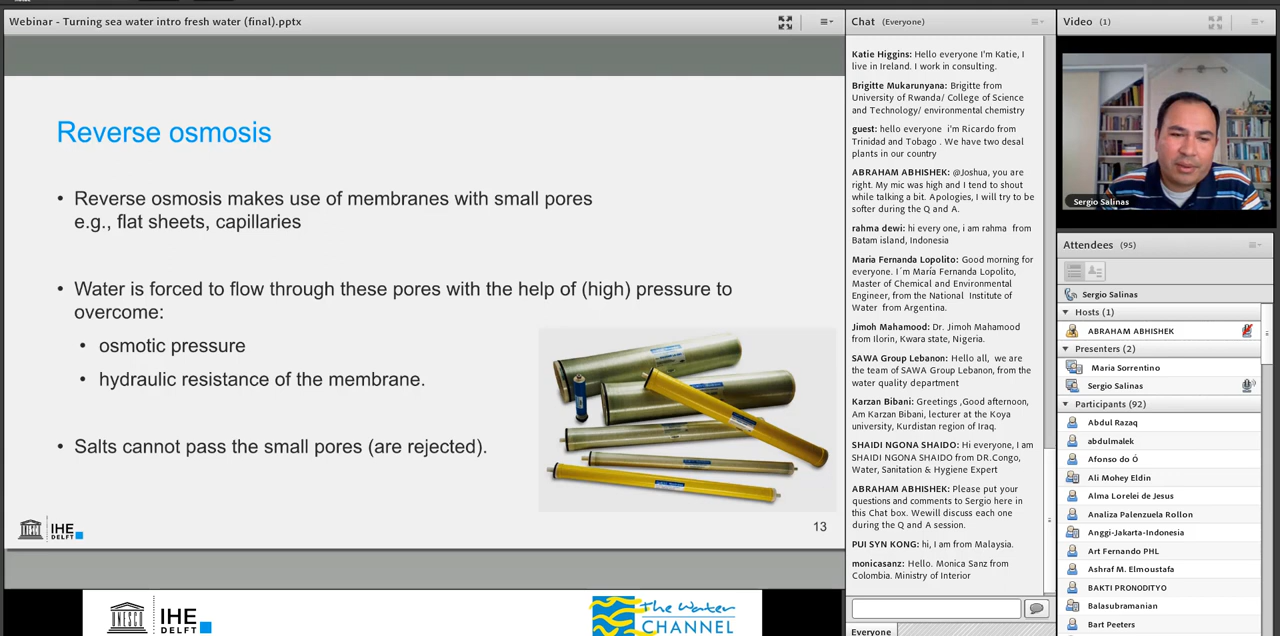 Webinar - Turning sea water intro fresh water (final).pptx
Reverse osmosis
• Reverse osmosis makes use of membranes with small pores
e.g., flat sheets, capillaries
• Water is forced to flow through these pores with the help of (high) pressure to
overcome:
• osmotic pressure
• hydraulic resistance of the membrane.
• Salts cannot pass the small pores (are rejected).
IHE
DELFT
13
UNESCO
IHE
DELFT
The Water
CHANNEL
Chat (Everyone)
Katie Higgins: Hello everyone I'm Katie, I
live in Ireland. I work in consulting.
Brigitte Mukarunyana: Brigitte from
University of Rwanda/ College of Science
and Technology/ environmental chemistry
guest: hello everyone i'm Ricardo from
Trinidad and Tobago . We have two desal
plants in our country
ABRAHAM ABHISHEK: @Joshua, you are
right. My mic was high and I tend to shout
while talking a bit. Apologies, I will try to be
softer during the Q and A.
rahma dewi: hi every one, i am rahma from
Batam island, Indonesia
Maria Fernanda Lopolito: Good morning for
everyone. I´m María Fernanda Lopolito,
Master of Chemical and Environmental
Engineer, from the National Institute of
Water from Argentina.
Jimoh Mahamood: Dr. Jimoh Mahamood
from Ilorin, Kwara state, Nigeria.
SAWA Group Lebanon: Hello all, we are
the team of SAWA Group Lebanon, from the
water quality department
Karzan Bibani: Greetings ,Good afternoon,
Am Karzan Bibani, lecturer at the Koya
university, Kurdistan region of Iraq.
SHAIDI NGONA SHAIDO: Hi everyone, I am
SHAIDI NGONA SHAIDO from DR.Congo,
Water, Sanitation & Hygiene Expert
ABRAHAM ABHISHEK: Please put your
questions and comments to Sergio here in
this Chat box. Wewill discuss each one
during the Q and A session.
PUI SYN KONG: hi, I am from Malaysia.
monicasanz: Hello. Monica Sanz from
Colombia. Ministry of Interior
Everyone
Video (1)
Sergio Salinas
Attendees (95)
Sergio Salinas
Hosts (1)
ABRAHAM ABHISHEK
Presenters (2)
Maria Sorrentino
Sergio Salinas
Participants (92)
Abdul Razaq
abdulmalek
Afonso do Ó
Ali Mohey Eldin
Alma Lorelei de Jesus
Analiza Palenzuela Rollon
Anggi-Jakarta-Indonesia
Art Fernando PHL
Ashraf M. Elmoustafa
BAKTI PRONODITYO
Balasubramanian
Bart Peeters